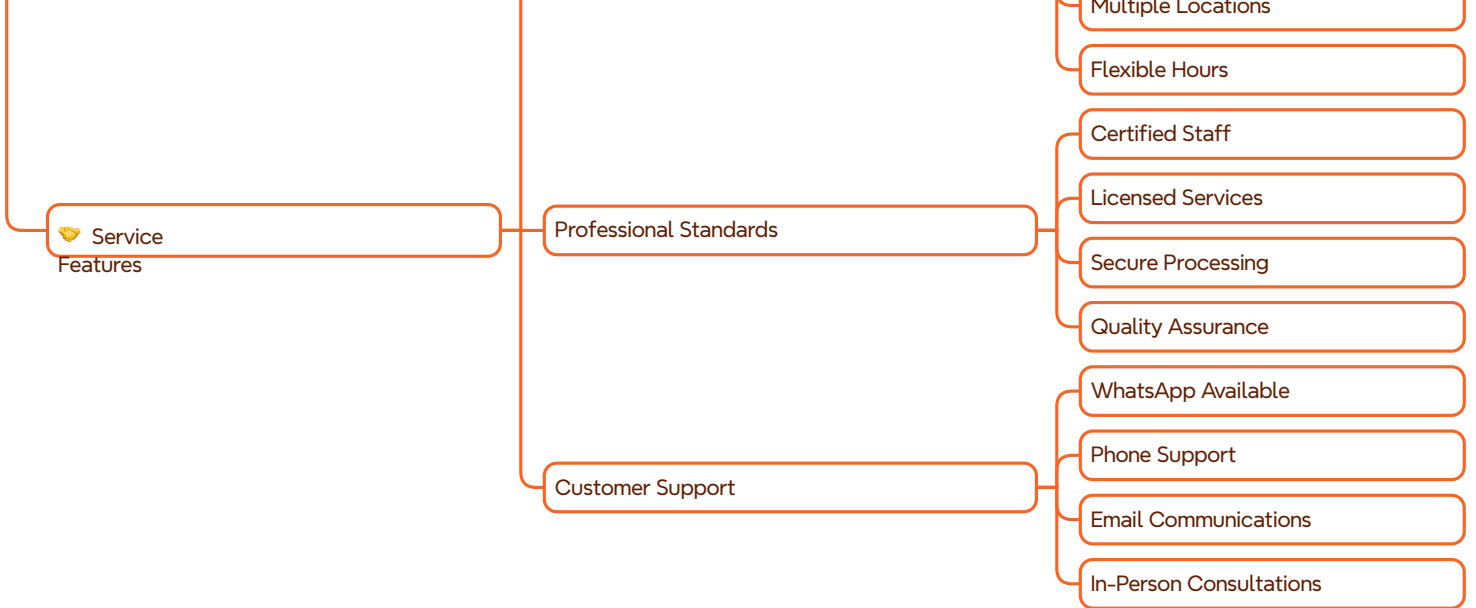 Multiple Locations
Flexible Hours
Certified Staff
Licensed Services
🤝 Service
Features
Professional Standards
Secure Processing
Quality Assurance
WhatsApp Available
Phone Support
Customer Support
Email Communications
In-Person Consultations